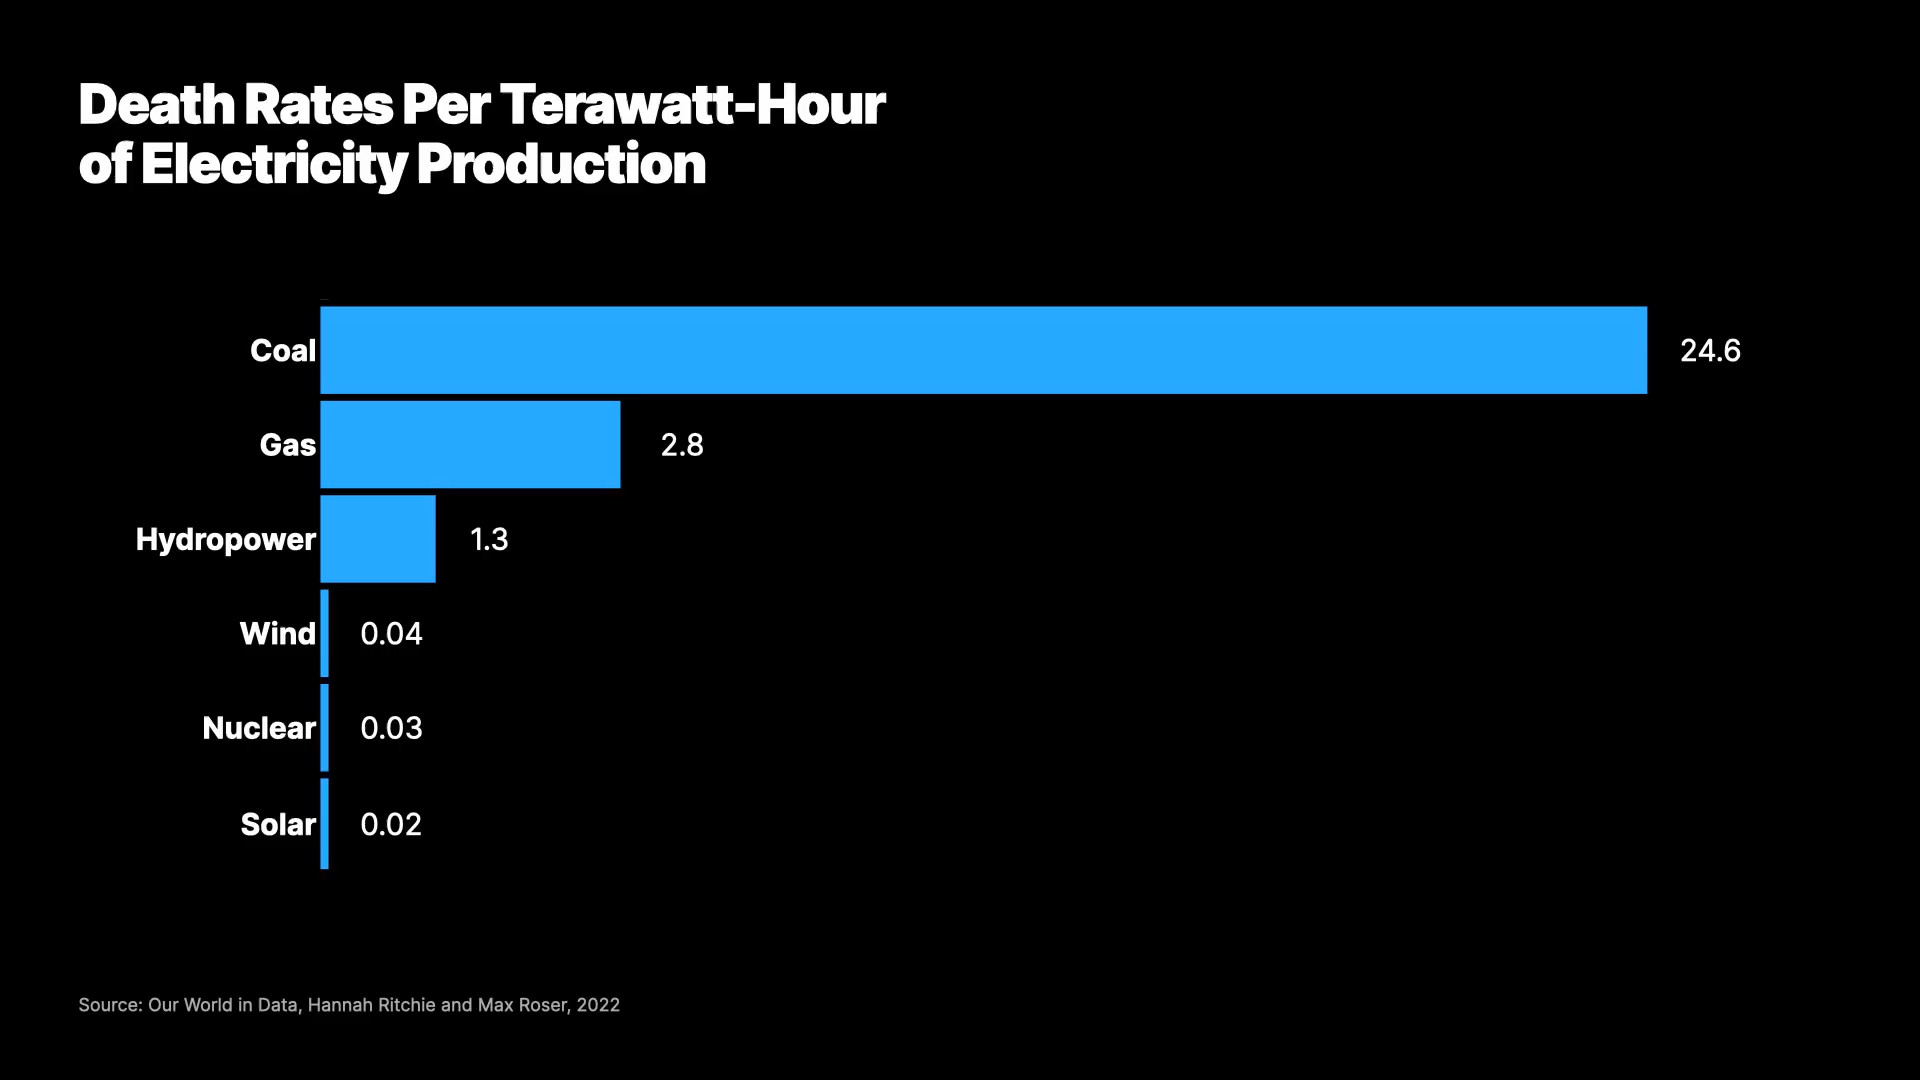 Death Rates Per Terawatt-Hour
of Electricity Production
Coal 24.6
Gas 2.8
Hydropower 1.3
Wind 0.04
Nuclear 0.03
Solar 0.02
Source: Our World in Data, Hannah Ritchie and Max Roser, 2022